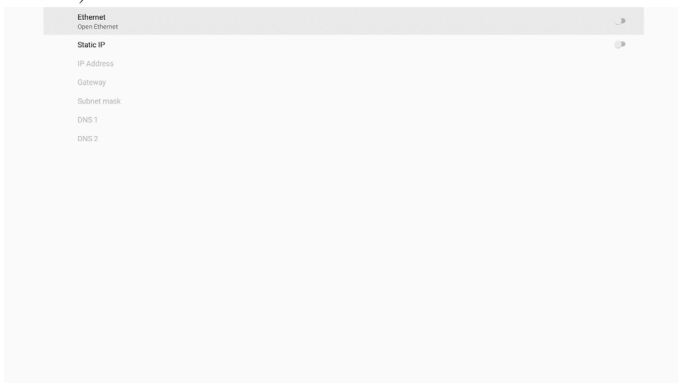 Ethernet
Open Ethernet
Static IP
IP Address
Gateway
Subnet mask
DNS 1
DNS 2